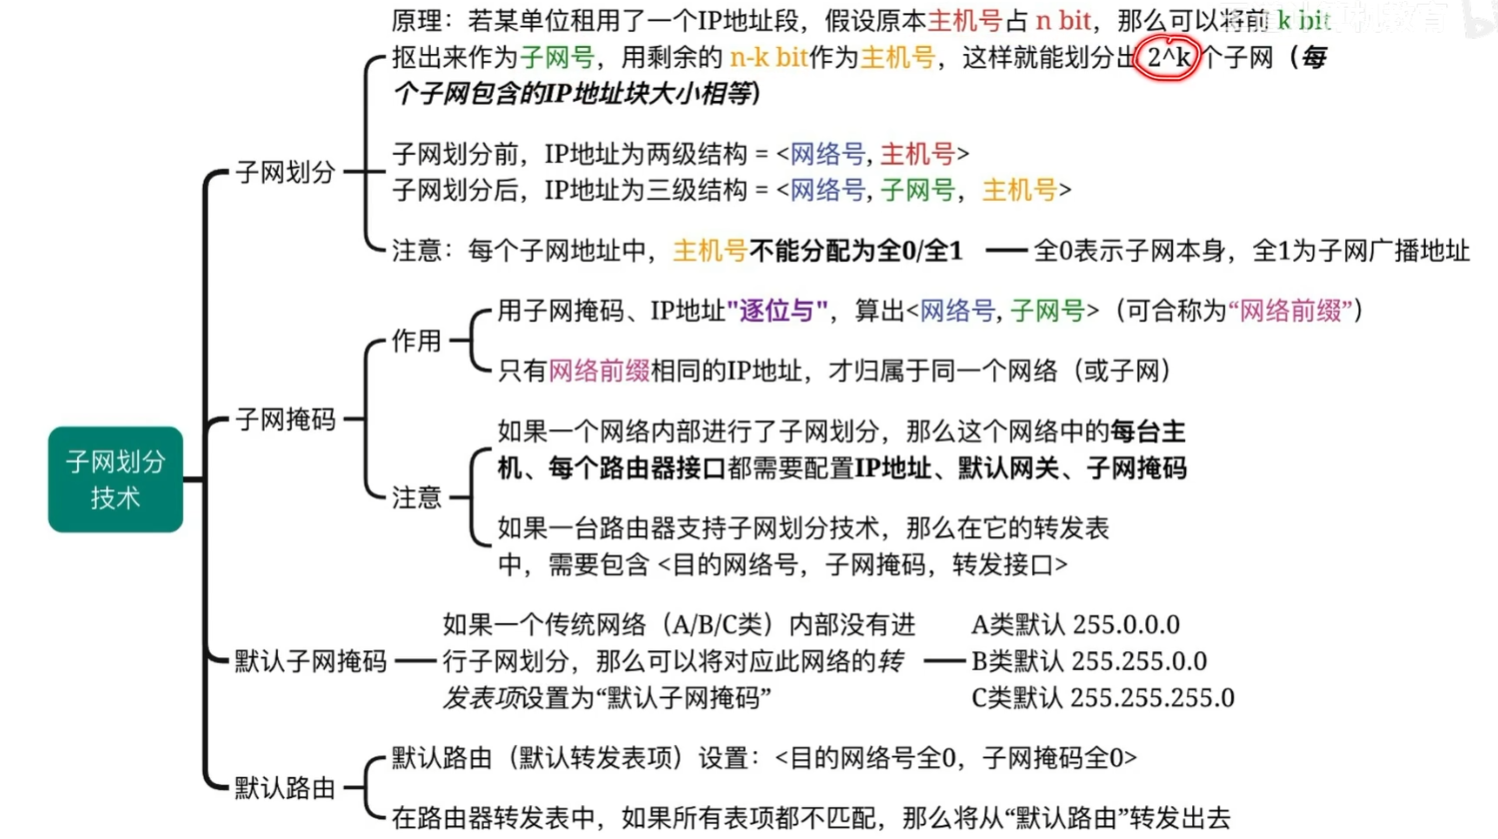 原理：若某单位租用了一个IP地址段，假设原本主机号占 n bit，那么可以将前 k bit
抠出来作为子网号，用剩余的 n-k bit作为主机号，这样就能划分出 2^k 个子网（每
个子网包含的IP地址块大小相等）
子网划分
子网划分前，IP地址为两级结构 = <网络号, 主机号>
子网划分后，IP地址为三级结构 = <网络号, 子网号，主机号>
注意：每个子网地址中，主机号不能分配为全0/全1
全0表示子网本身，全1为子网广播地址
用子网掩码、IP地址"逐位与"，算出<网络号, 子网号>（可合称为“网络前缀”）
作用
只有网络前缀相同的IP地址，才归属于同一个网络（或子网）
子网掩码
如果一个网络内部进行了子网划分，那么这个网络中的每台主
机、每个路由器接口都需要配置IP地址、默认网关、子网掩码
注意
如果一台路由器支持子网划分技术，那么在它的转发表
中，需要包含 <目的网络号，子网掩码，转发接口>
子网划分
技术
默认子网掩码
如果一个传统网络（A/B/C类）内部没有进
行子网划分，那么可以将对应此网络的转
发表项设置为“默认子网掩码”
A类默认 255.0.0.0
B类默认 255.255.0.0
C类默认 255.255.255.0
默认路由
默认路由（默认转发表项）设置：<目的网络号全0，子网掩码全0>
在路由器转发表中，如果所有表项都不匹配，那么将从“默认路由”转发出去